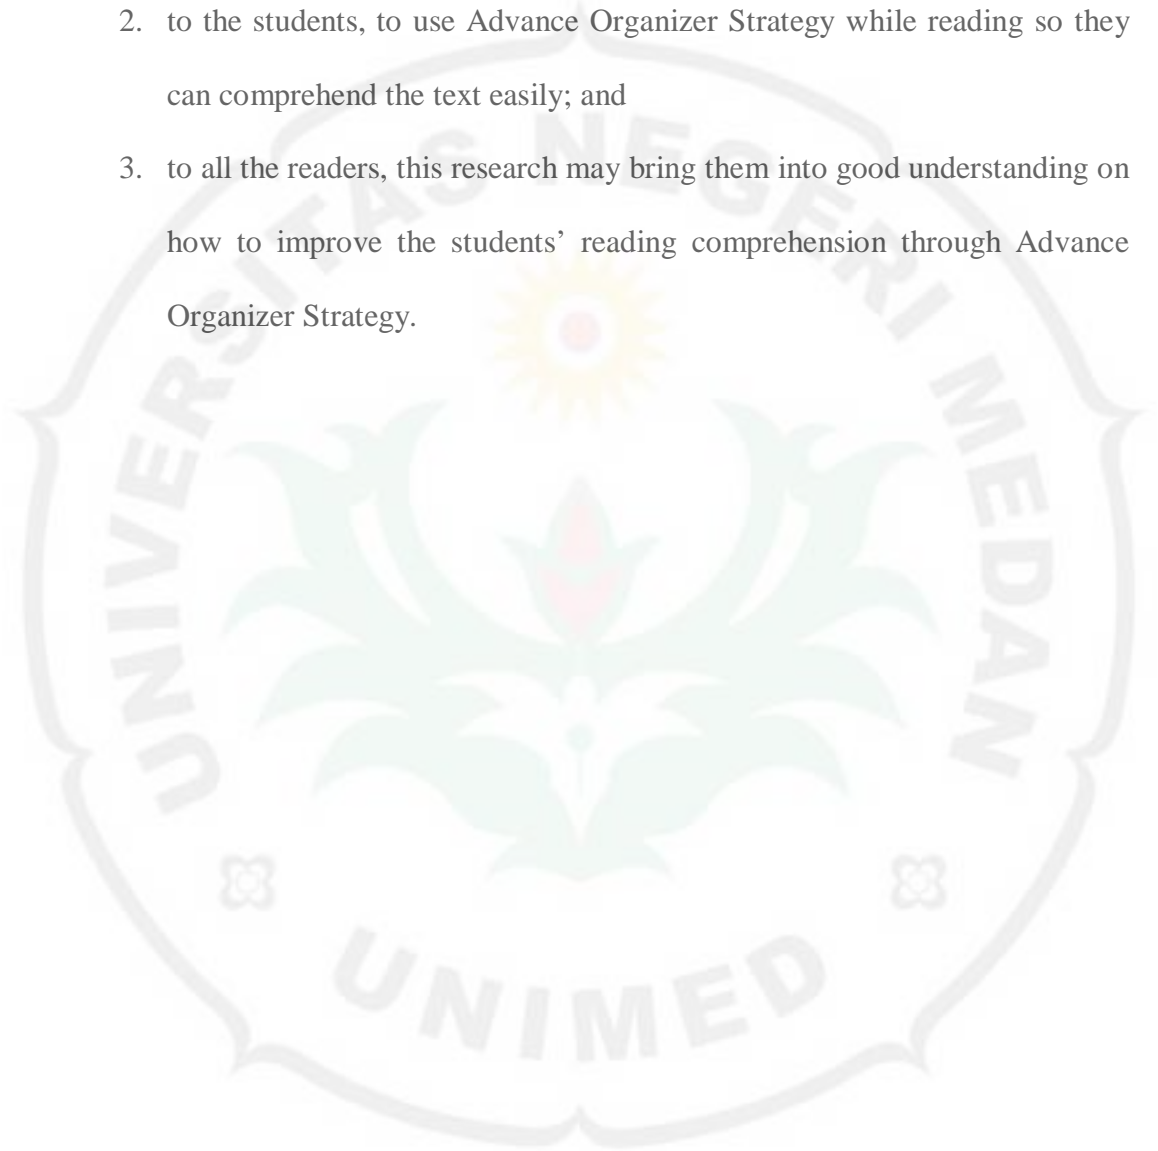 2. to the students, to use Advance Organizer Strategy while reading so they
can comprehend the text easily; and
3. to all the readers, this research may bring them into good understanding on
how to improve the students’ reading comprehension through Advance
Organizer Strategy.
UNIVERSITAS NEGERI MEDAN
UNIMED